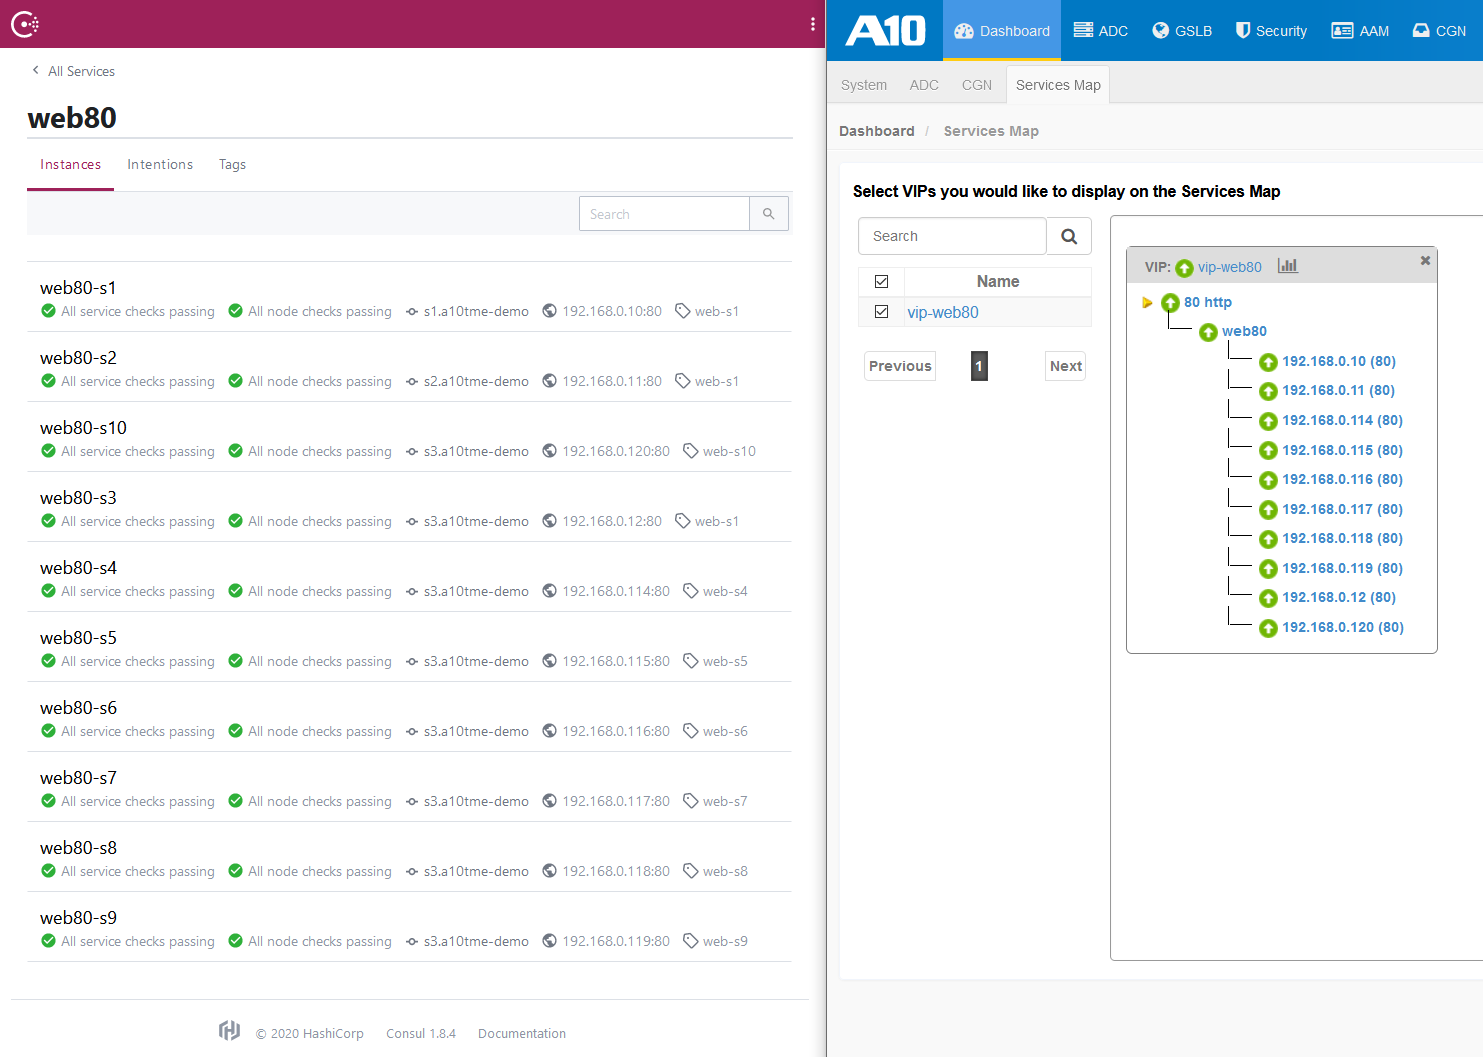 All Services
web80
Instances Intentions Tags
Search
web80-s1
All service checks passing All node checks passing s1.a10tme-demo 192.168.0.10:80 web-s1
web80-s2
All service checks passing All node checks passing s2.a10tme-demo 192.168.0.11:80 web-s1
web80-s10
All service checks passing All node checks passing s3.a10tme-demo 192.168.0.120:80 web-s10
web80-s3
All service checks passing All node checks passing s3.a10tme-demo 192.168.0.12:80 web-s1
web80-s4
All service checks passing All node checks passing s3.a10tme-demo 192.168.0.114:80 web-s4
web80-s5
All service checks passing All node checks passing s3.a10tme-demo 192.168.0.115:80 web-s5
web80-s6
All service checks passing All node checks passing s3.a10tme-demo 192.168.0.116:80 web-s6
web80-s7
All service checks passing All node checks passing s3.a10tme-demo 192.168.0.117:80 web-s7
web80-s8
All service checks passing All node checks passing s3.a10tme-demo 192.168.0.118:80 web-s8
web80-s9
All service checks passing All node checks passing s3.a10tme-demo 192.168.0.119:80 web-s9
© 2020 HashiCorp Consul 1.8.4 Documentation
A10 Dashboard ADC GSLB Security AAM CGN
System ADC CGN Services Map
Dashboard / Services Map
Select VIPs you would like to display on the Services Map
Search
Name
vip-web80
Previous 1 Next
VIP: vip-web80
80 http
web80
192.168.0.10 (80)
192.168.0.11 (80)
192.168.0.114 (80)
192.168.0.115 (80)
192.168.0.116 (80)
192.168.0.117 (80)
192.168.0.118 (80)
192.168.0.119 (80)
192.168.0.12 (80)
192.168.0.120 (80)